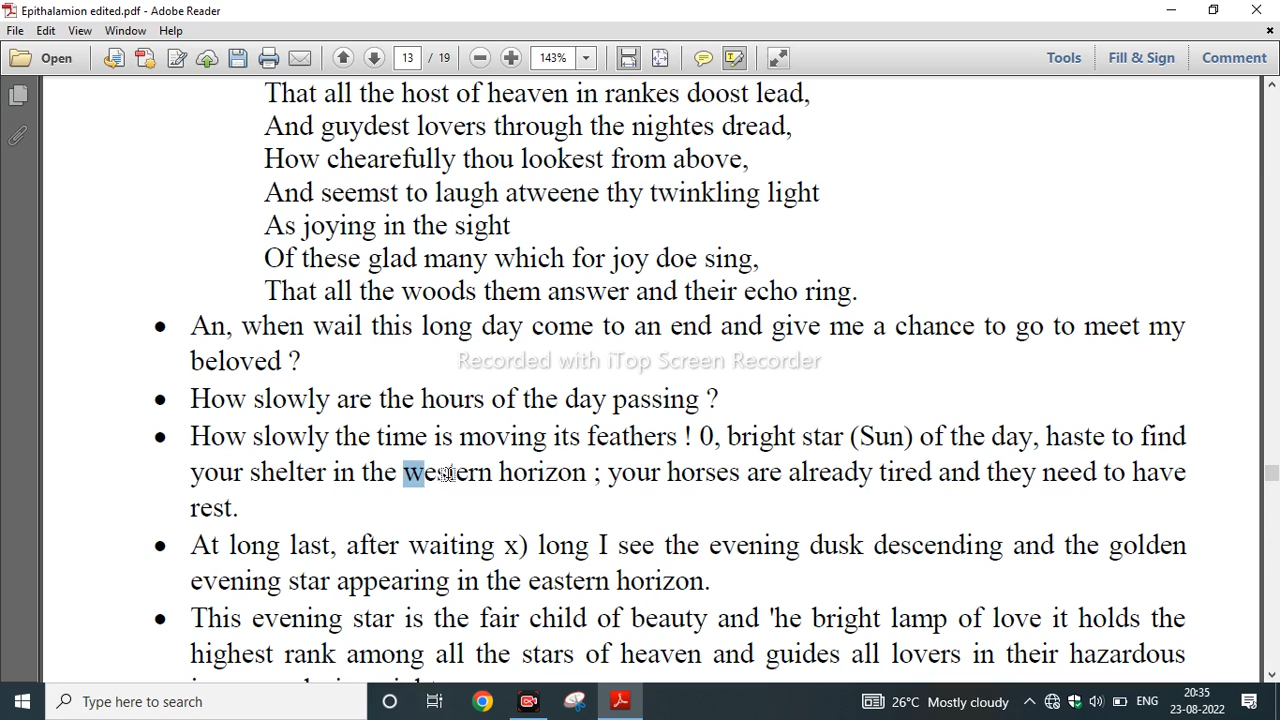 Epithalamion edited.pdf - Adobe Reader
File Edit View Window Help
Open 13 / 19 143% Tools Fill & Sign Comment
That all the host of heaven in rankes doost lead,
And guydest lovers through the nightes dread,
How chearefully thou lookest from above,
And seemst to laugh atweene thy twinkling light
As joying in the sight
Of these glad many which for joy doe sing,
That all the woods them answer and their echo ring.
• An, when wail this long day come to an end and give me a chance to go to meet my
beloved ?
Recorded with iTop Screen Recorder
• How slowly are the hours of the day passing ?
• How slowly the time is moving its feathers ! 0, bright star (Sun) of the day, haste to find
your shelter in the western horizon ; your horses are already tired and they need to have
rest.
• At long last, after waiting x) long I see the evening dusk descending and the golden
evening star appearing in the eastern horizon.
• This evening star is the fair child of beauty and 'he bright lamp of love it holds the
highest rank among all the stars of heaven and guides all lovers in their hazardous
Type here to search
26°C Mostly cloudy ENG 20:35
23-08-2022